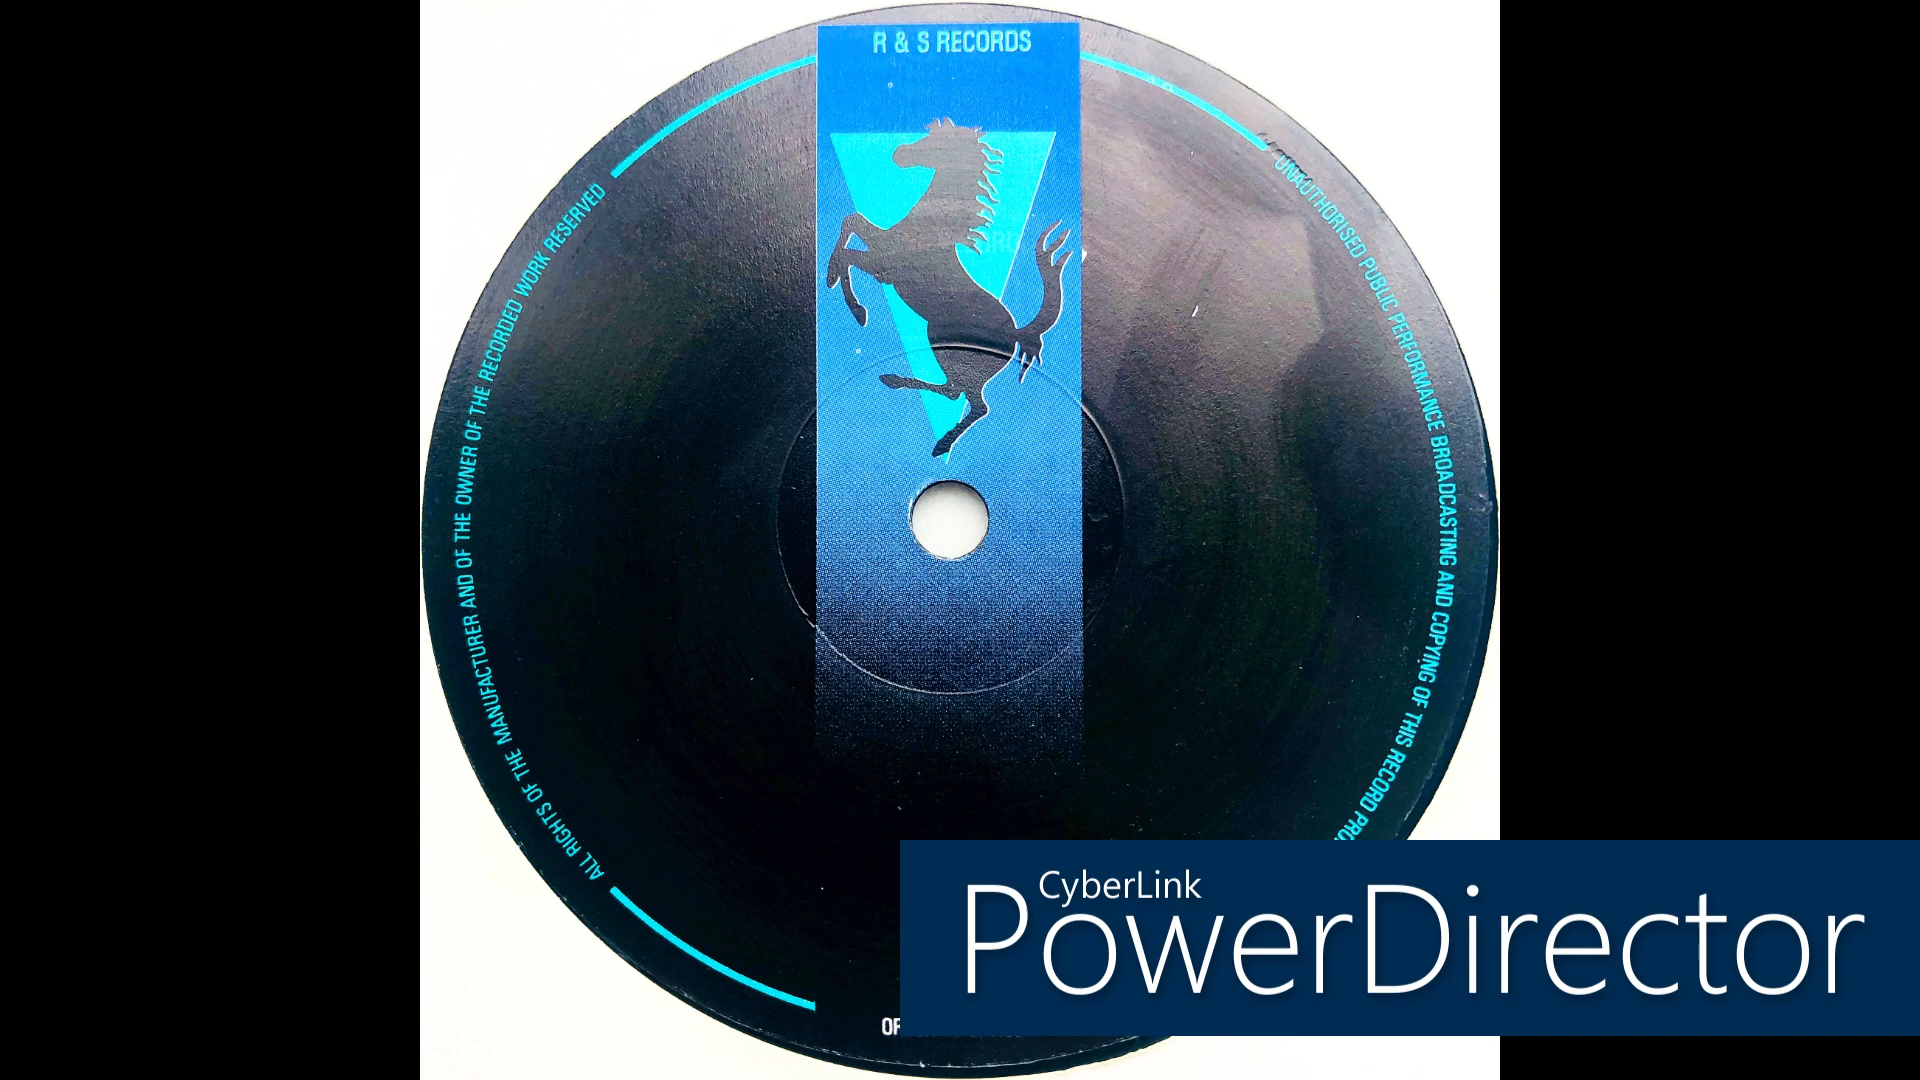 R & S RECORDS
ALL RIGHTS OF THE MANUFACTURER AND OF THE OWNER OF THE RECORDED WORK RESERVED
UNAUTHORISED PUBLIC PERFORMANCE BROADCASTING AND COPYING OF THIS RECORD
CyberLink
PowerDirector